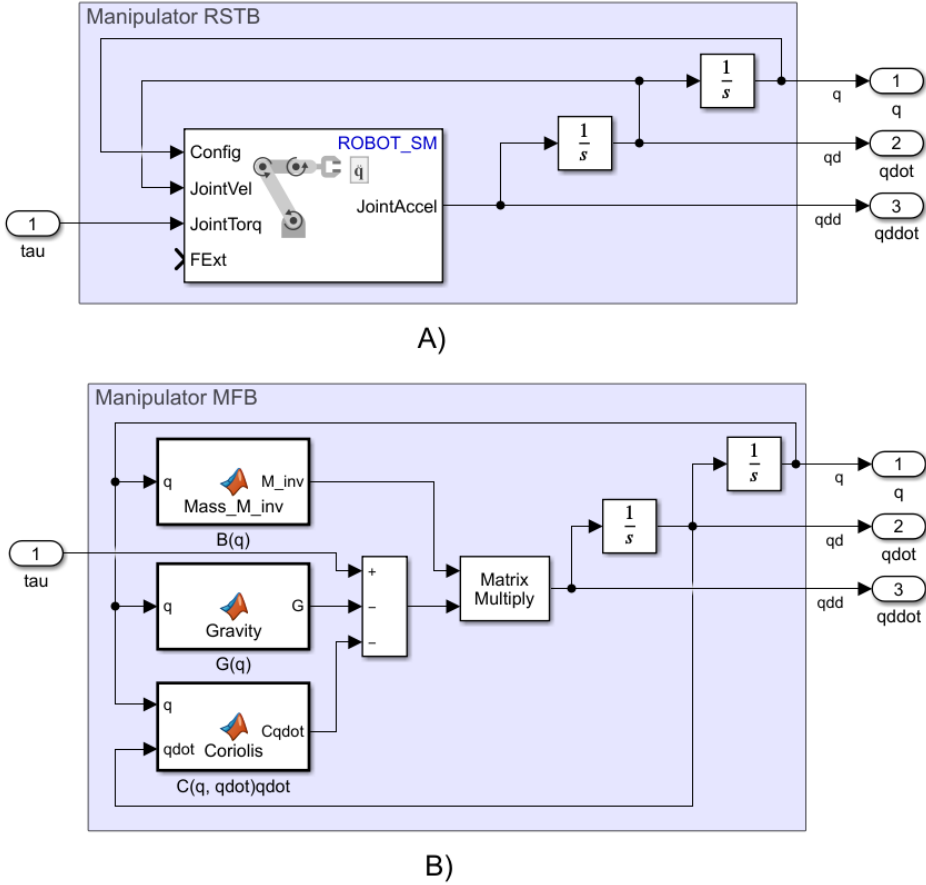 Manipulator RSTB
1
s
q
1
q
ROBOT_SM
1
s
qd
2
qdot
Config
q̈
JointVel
JointAccel
qdd
3
qddot
1
tau
JointTorq
FExt
A)
Manipulator MFB
1
s
q
1
q
q
M_inv
Mass_M_inv
B(q)
1
s
qd
2
qdot
1
tau
+
−
−
Matrix
Multiply
qdd
3
qddot
q
G
Gravity
G(q)
q
qdot
Cqdot
Coriolis
C(q, qdot)qdot
B)